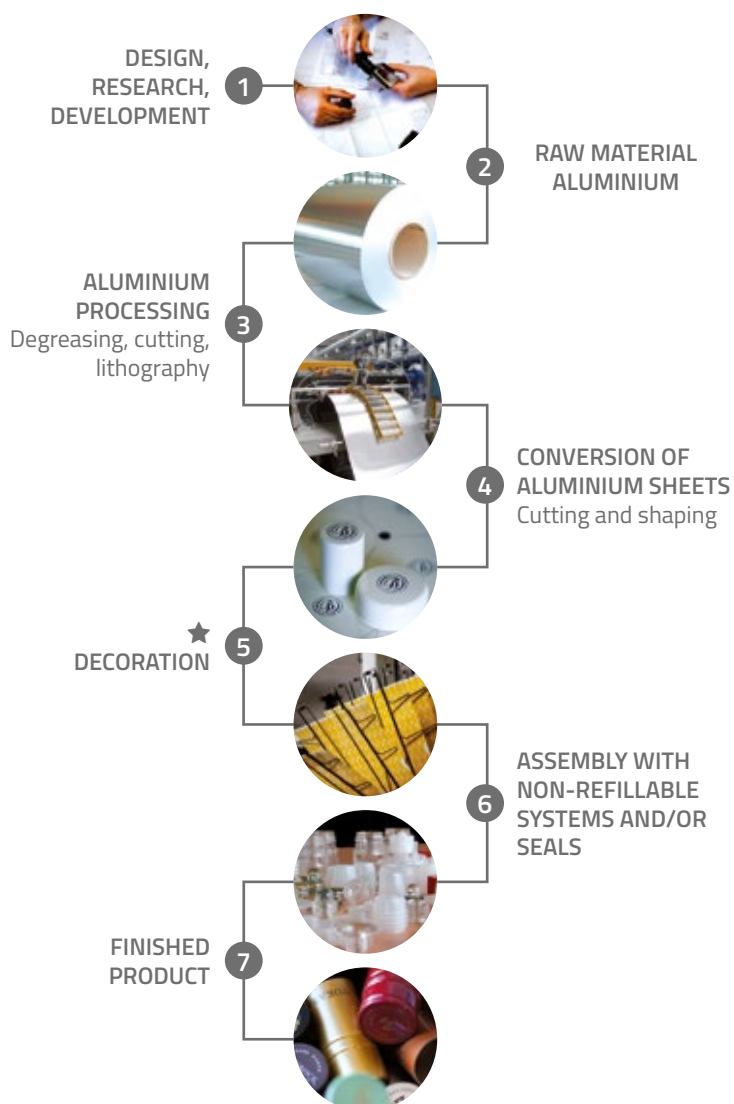 DESIGN,
RESEARCH,
DEVELOPMENT
1
2
RAW MATERIAL
ALUMINIUM
ALUMINIUM
PROCESSING
Degreasing, cutting,
lithography
3
4
CONVERSION OF
ALUMINIUM SHEETS
Cutting and shaping
DECORATION
5
6
ASSEMBLY WITH
NON-REFILLABLE
SYSTEMS AND/OR
SEALS
FINISHED
PRODUCT
7